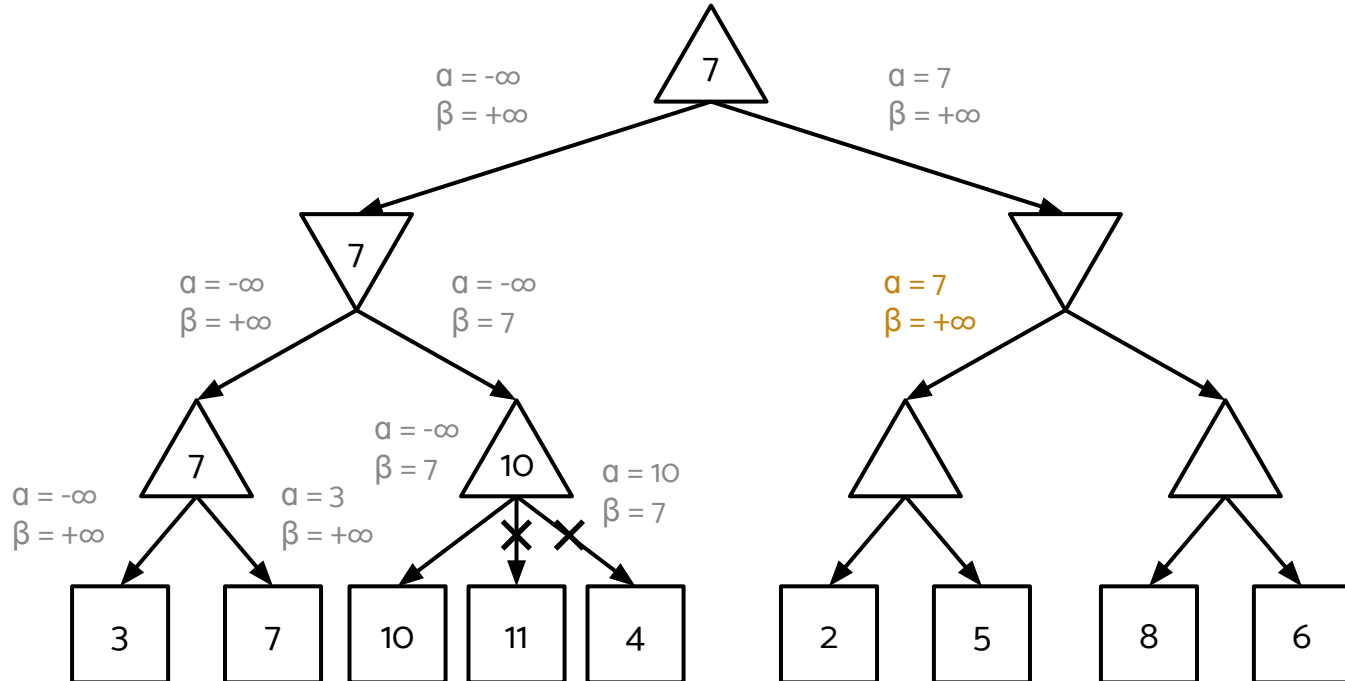 7
α = -∞
β = +∞
α = 7
β = +∞
7
α = -∞
β = +∞
α = -∞
β = 7
α = 7
β = +∞
7
10
α = -∞
β = 7
α = 10
β = 7
α = -∞
β = +∞
α = 3
β = +∞
3
7
10
11
4
2
5
8
6